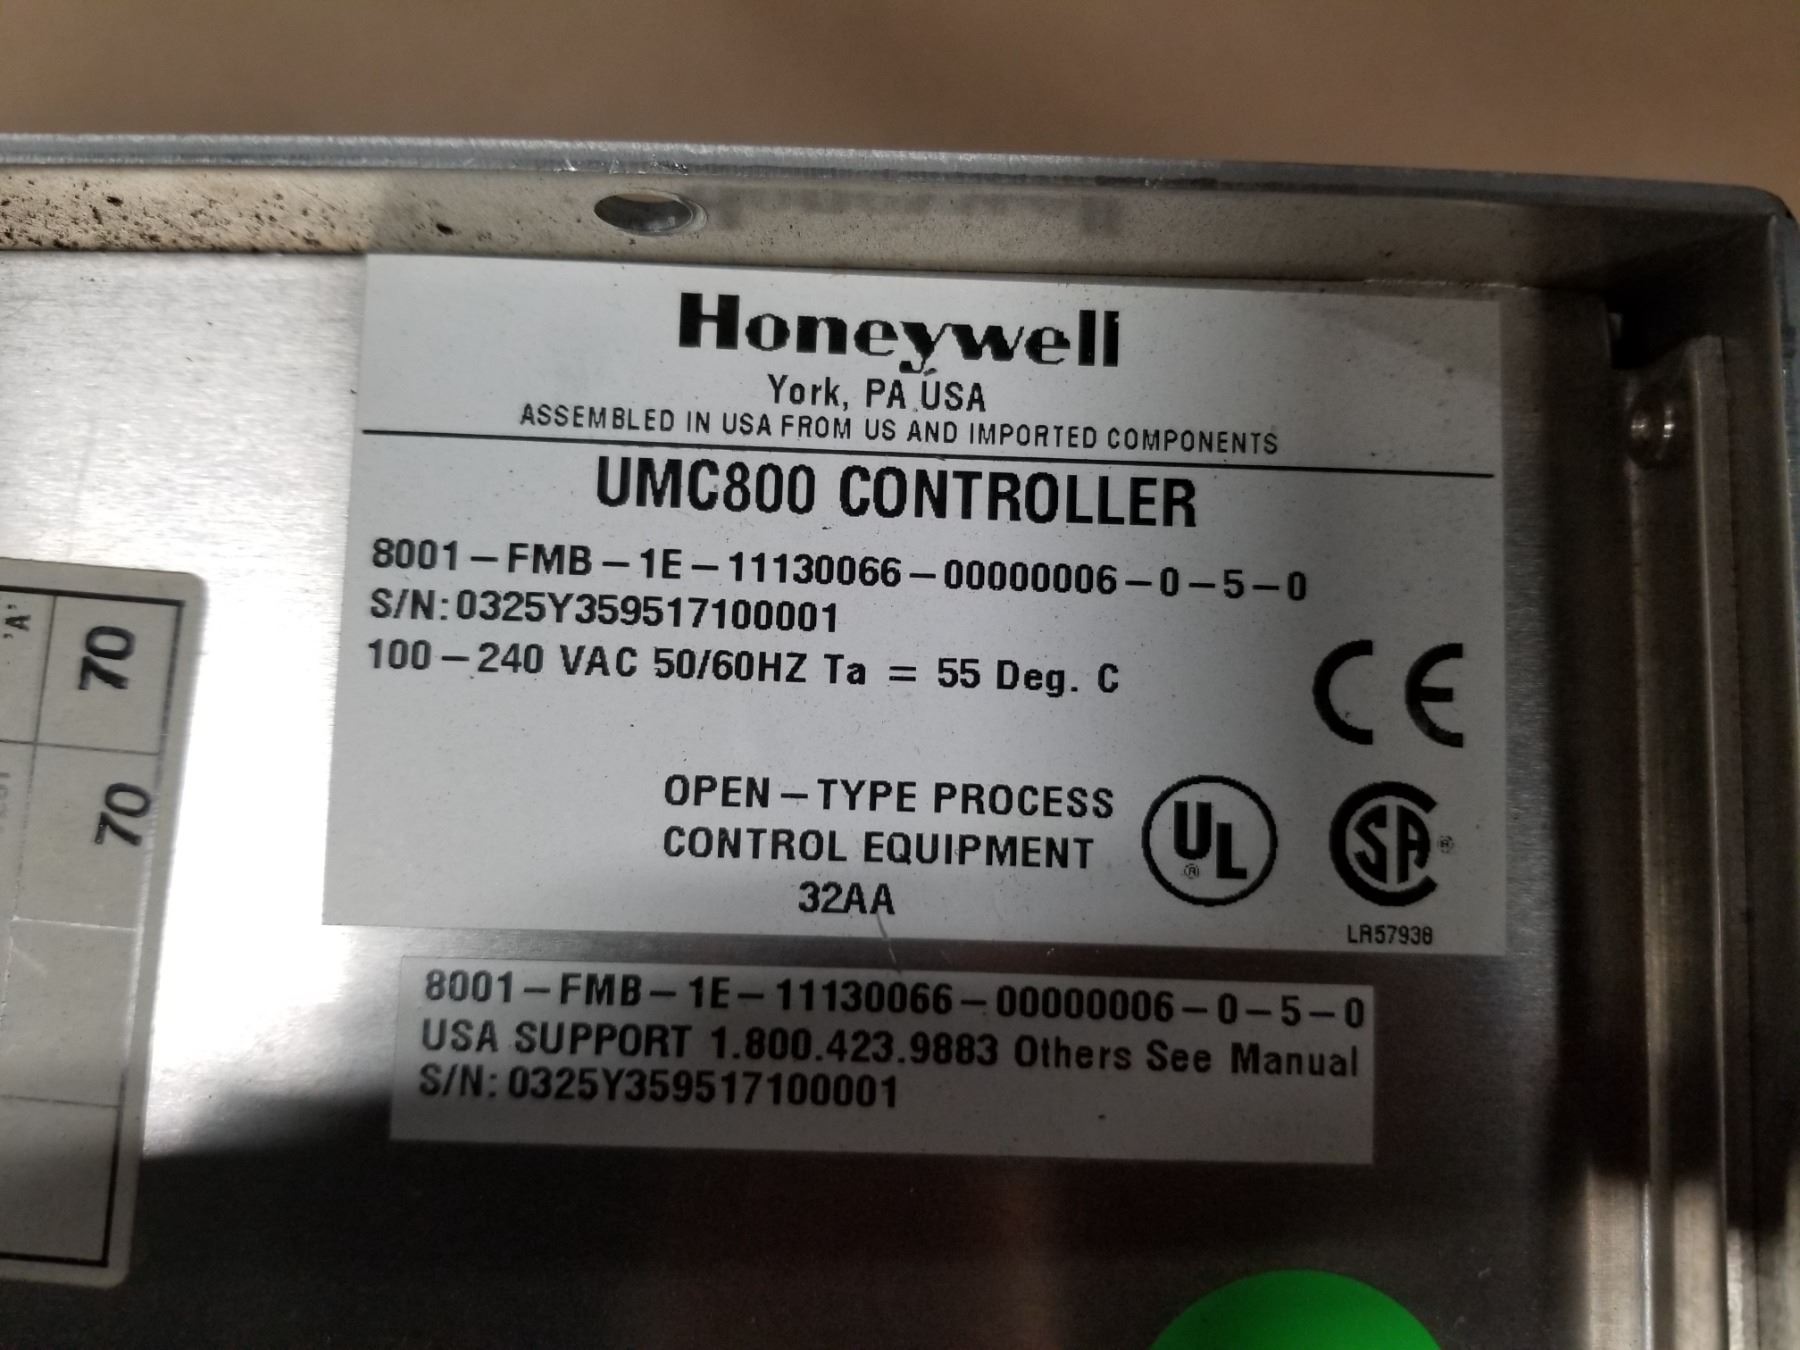 Honeywell
York, PA USA
ASSEMBLED IN USA FROM US AND IMPORTED COMPONENTS
UMC800 CONTROLLER
8001-FMB-1E-11130066-00000006-0-5-0
S/N:0325Y359517100001
100-240 VAC 50/60HZ Ta = 55 Deg. C
CE
OPEN-TYPE PROCESS
CONTROL EQUIPMENT
32AA
UL ®
SA ®
LR57938
8001-FMB-1E-11130066-00000006-0-5-0
USA SUPPORT 1.800.423.9883 Others See Manual
S/N: 0325Y359517100001
'A'
70
70